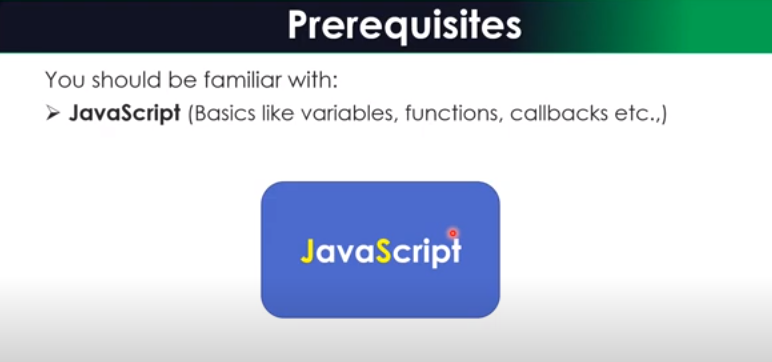 Prerequisites
You should be familiar with:
➢ JavaScript (Basics like variables, functions, callbacks etc.,)
JavaScript